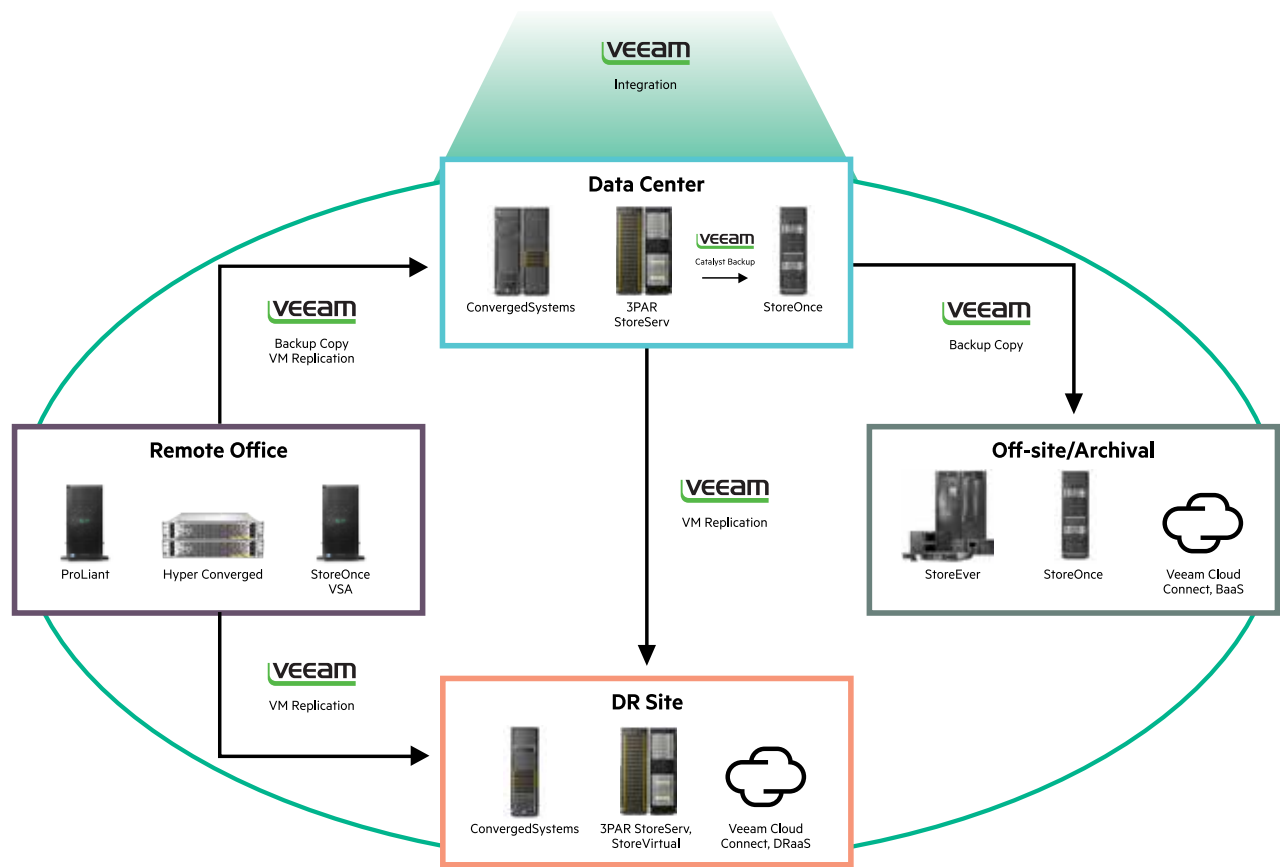 veeam
Integration
Data Center
veeam
Catalyst Backup
ConvergedSystems
3PAR
StoreServ
StoreOnce
veeam
Backup Copy
VM Replication
veeam
Backup Copy
Remote Office
ProLiant
Hyper Converged
StoreOnce
VSA
veeam
VM Replication
Off-site/Archival
StoreEver
StoreOnce
Veeam Cloud
Connect, BaaS
veeam
VM Replication
DR Site
ConvergedSystems
3PAR StoreServ,
StoreVirtual
Veeam Cloud
Connect, DRaaS